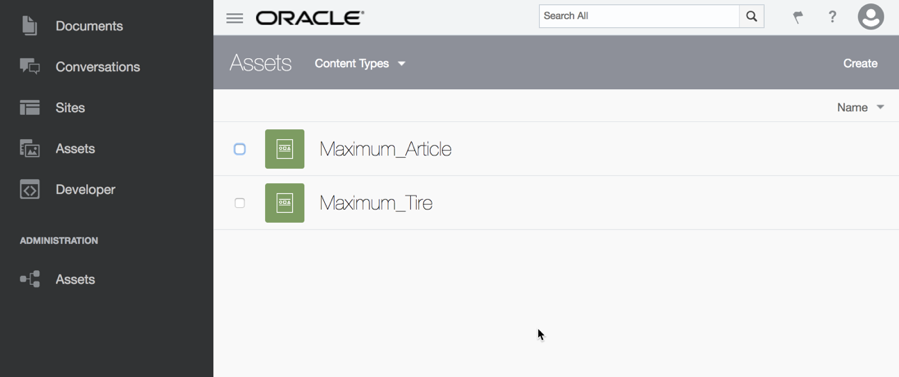 Documents
Conversations
Sites
Assets
Developer
ADMINISTRATION
Assets
ORACLE
Search All
?
Assets
Content Types
Create
Name
Maximum_Article
Maximum_Tire